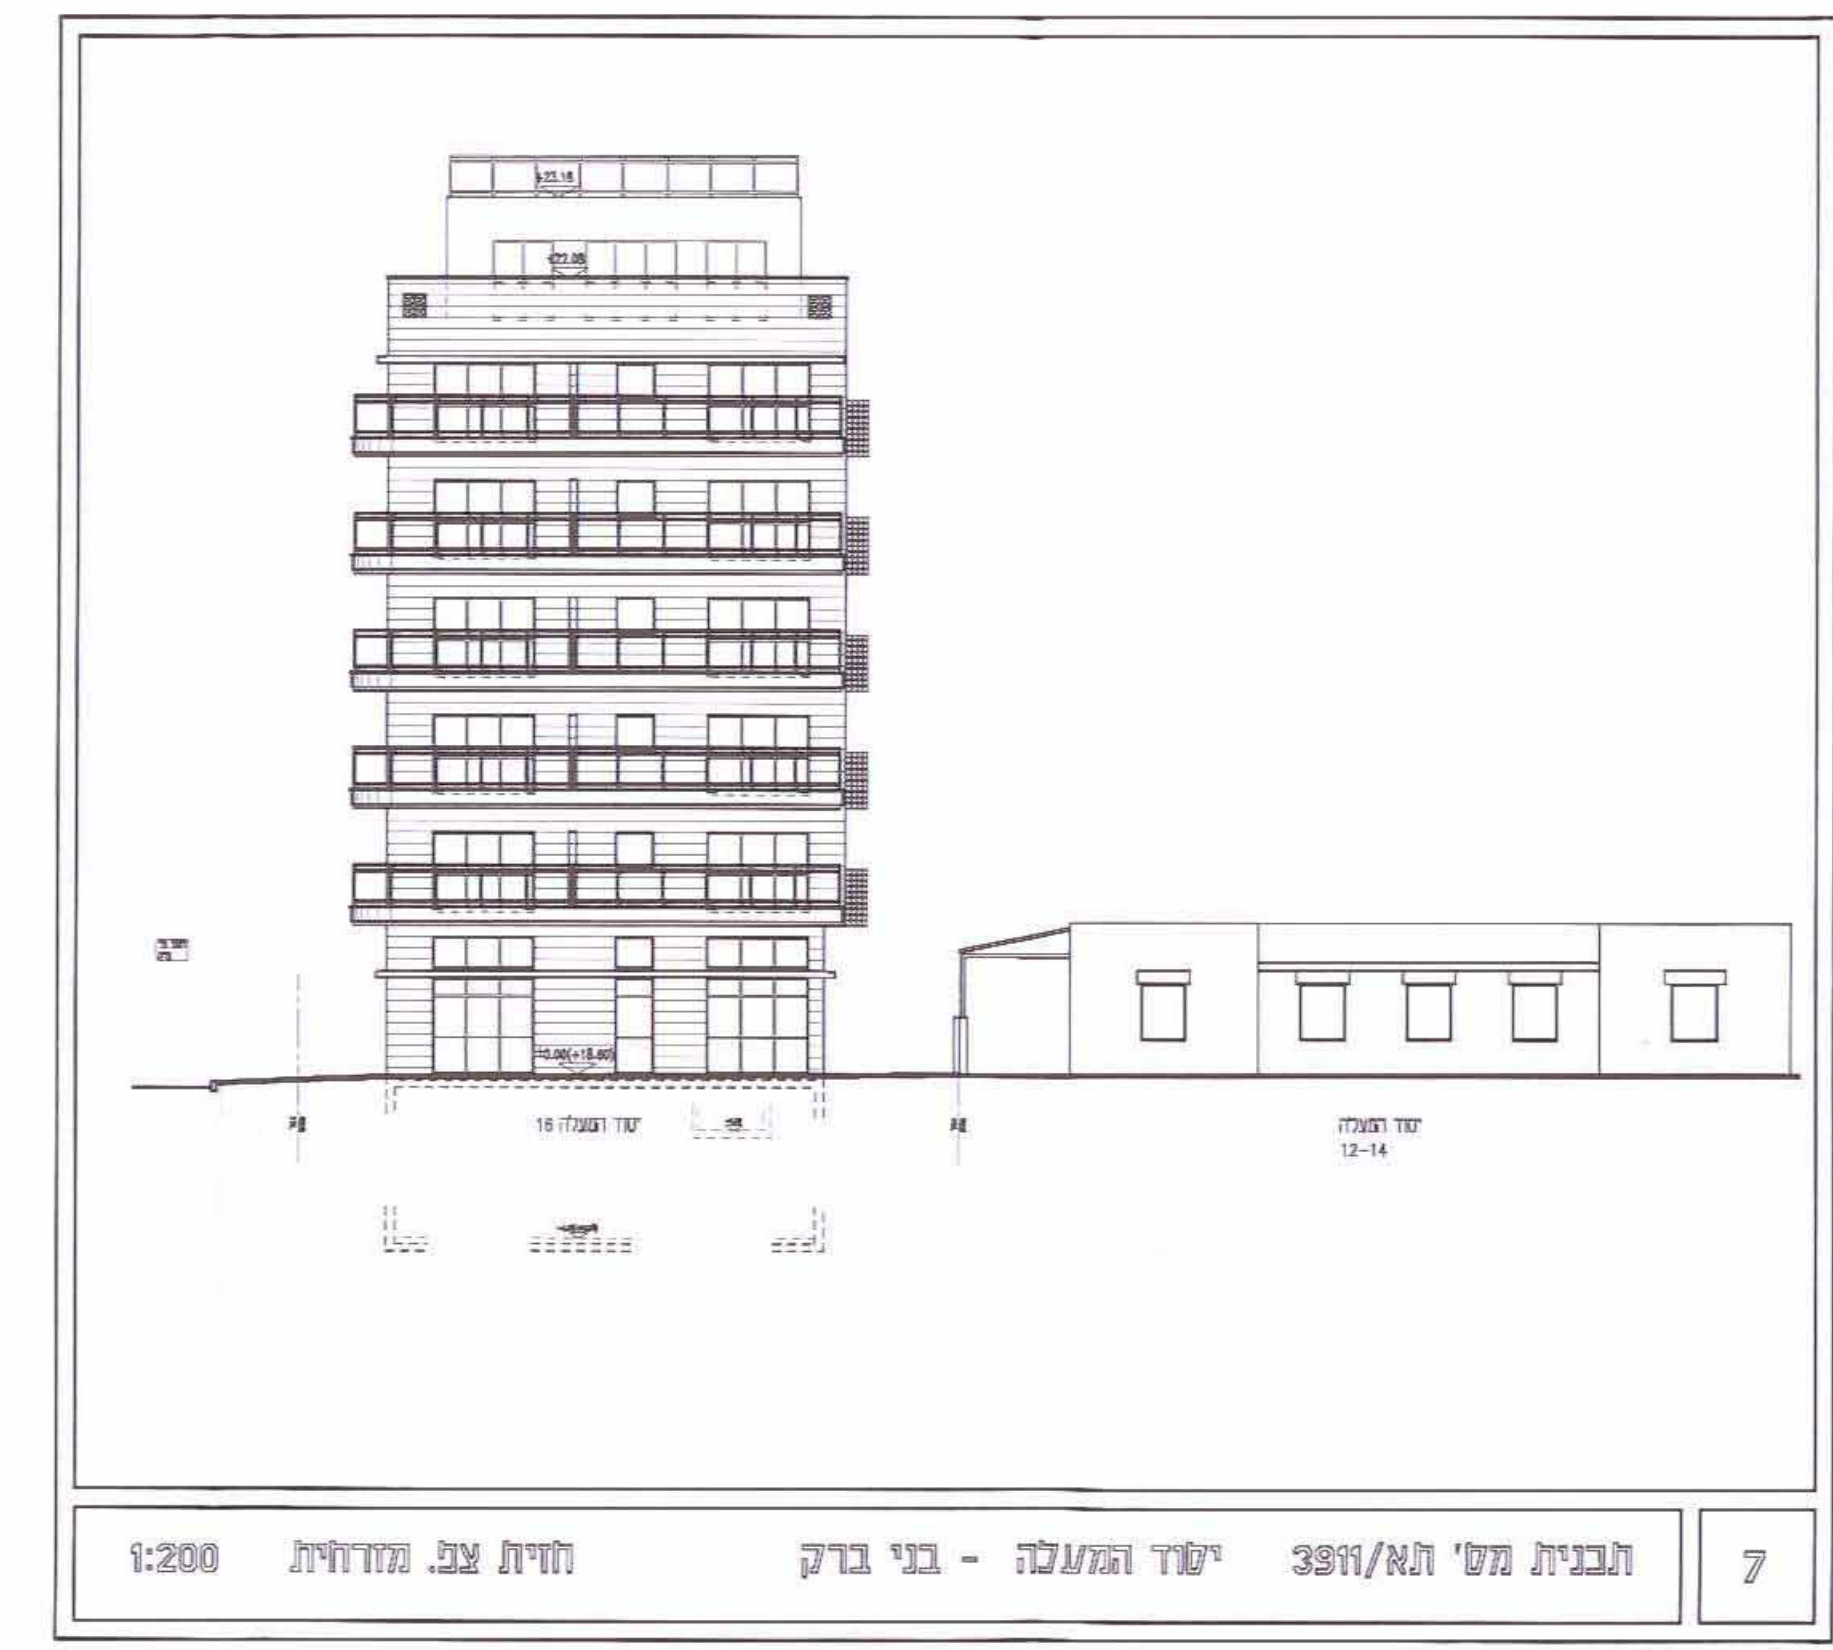 +23.18
+22.08
±0.00(+18.60)
יסוד המעלה 16
יסוד המעלה
12-14
תבנית מס' תא/3911 יסוד המעלה - בני ברק חזית צפ. מזרחית 1:200
7